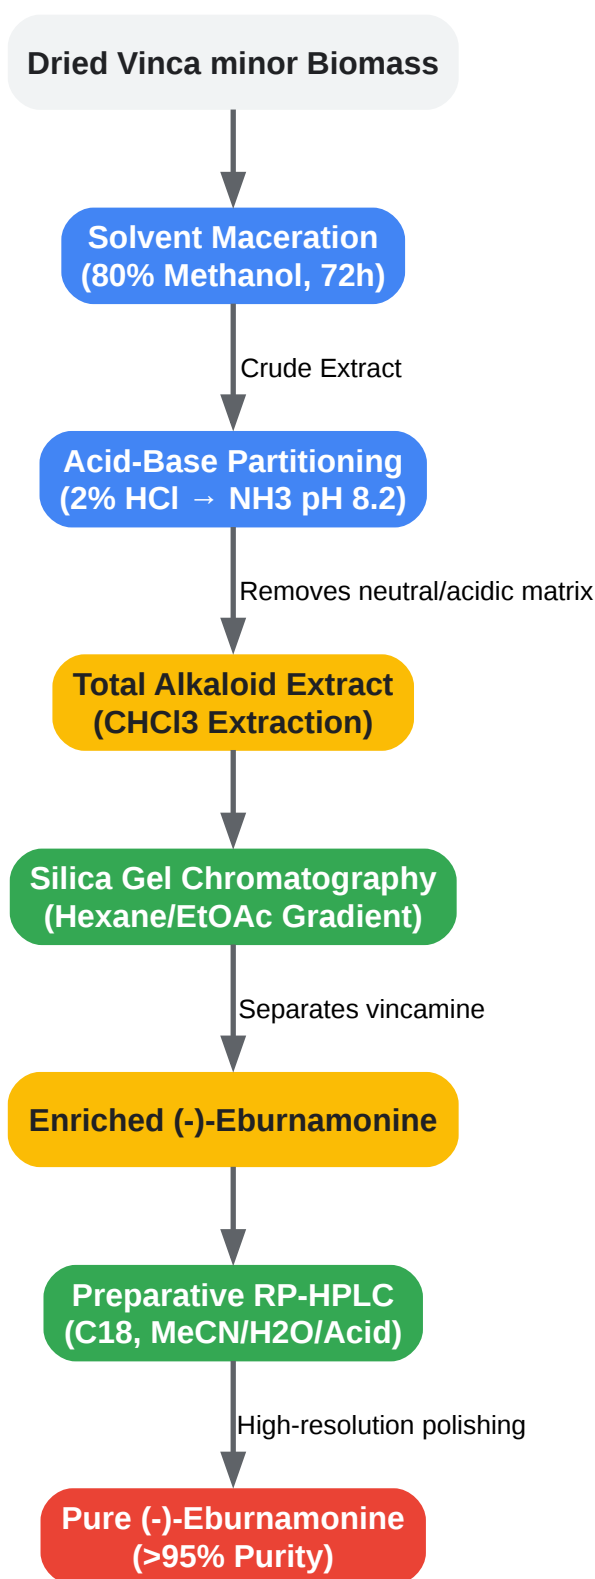 Dried Vinca minor Biomass
Solvent Maceration
(80% Methanol, 72h)
Crude Extract
Acid-Base Partitioning
(2% HCl → NH3 pH 8.2)
Removes neutral/acidic matrix
Total Alkaloid Extract
(CHCl3 Extraction)
Silica Gel Chromatography
(Hexane/EtOAc Gradient)
Separates vincamine
Enriched (-)-Eburnamonine
Preparative RP-HPLC
(C18, MeCN/H2O/Acid)
High-resolution polishing
Pure (-)-Eburnamonine
(>95% Purity)